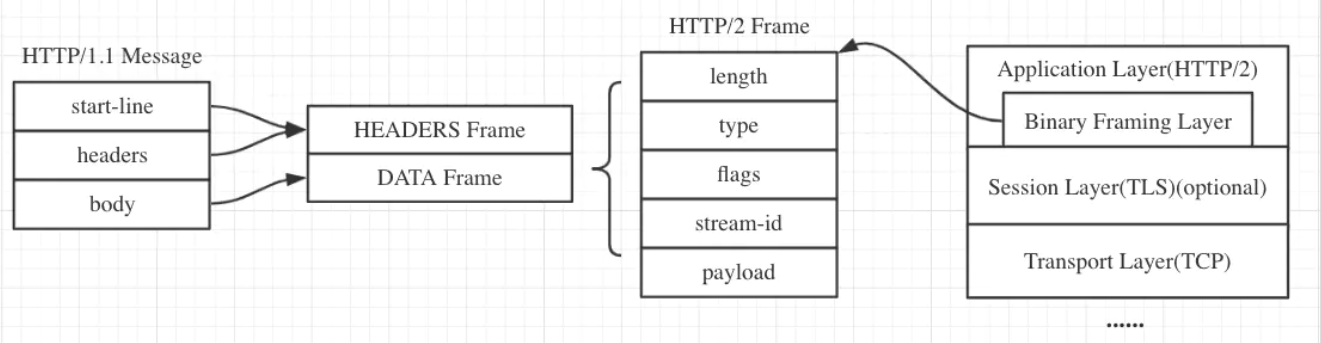 HTTP/1.1 Message
start-line
headers
body
HEADERS Frame
DATA Frame
HTTP/2 Frame
length
type
flags
stream-id
payload
Application Layer(HTTP/2)
Binary Framing Layer
Session Layer(TLS)(optional)
Transport Layer(TCP)
......